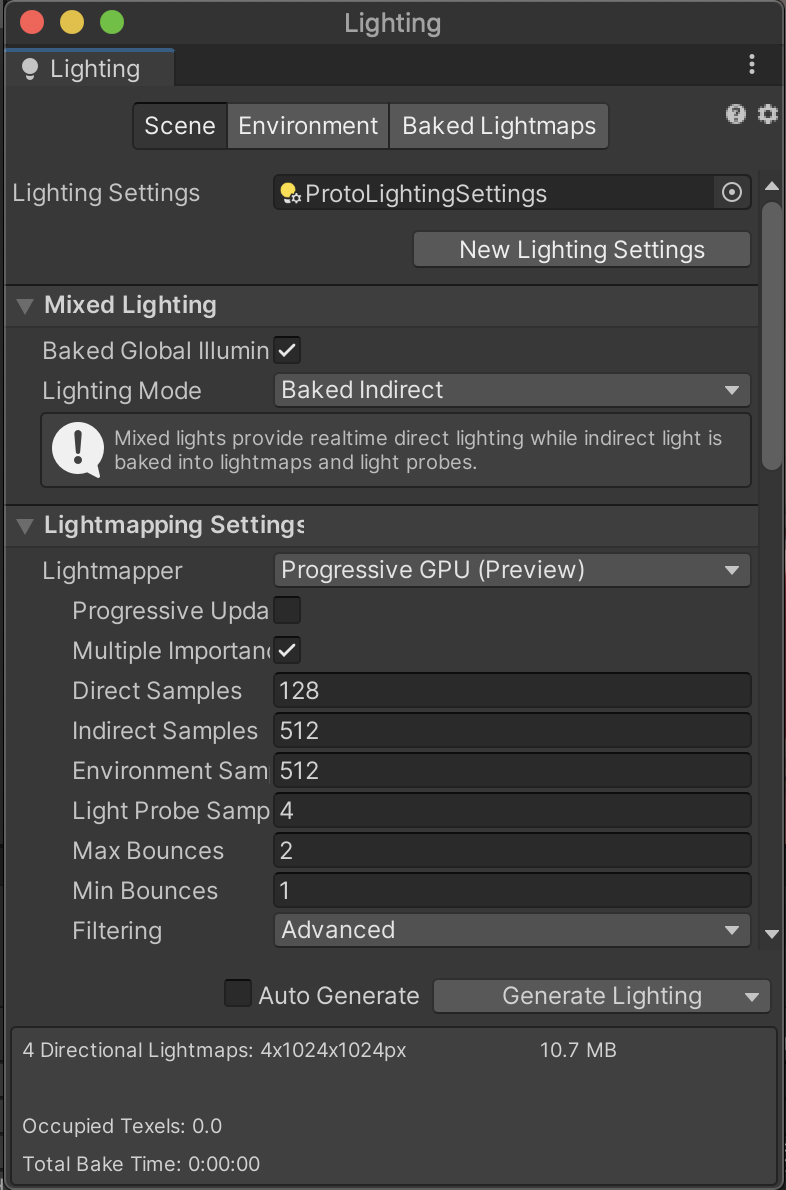 Lighting
Lighting
Scene Environment Baked Lightmaps
Lighting Settings ProtoLightingSettings
New Lighting Settings
Mixed Lighting
Baked Global Illumin
Lighting Mode Baked Indirect
Mixed lights provide realtime direct lighting while indirect light is
baked into lightmaps and light probes.
Lightmapping Settings
Lightmapper Progressive GPU (Preview)
Progressive Upda
Multiple Importanc
Direct Samples 128
Indirect Samples 512
Environment Sam 512
Light Probe Samp 4
Max Bounces 2
Min Bounces 1
Filtering Advanced
Auto Generate Generate Lighting
4 Directional Lightmaps: 4x1024x1024px 10.7 MB
Occupied Texels: 0.0
Total Bake Time: 0:00:00